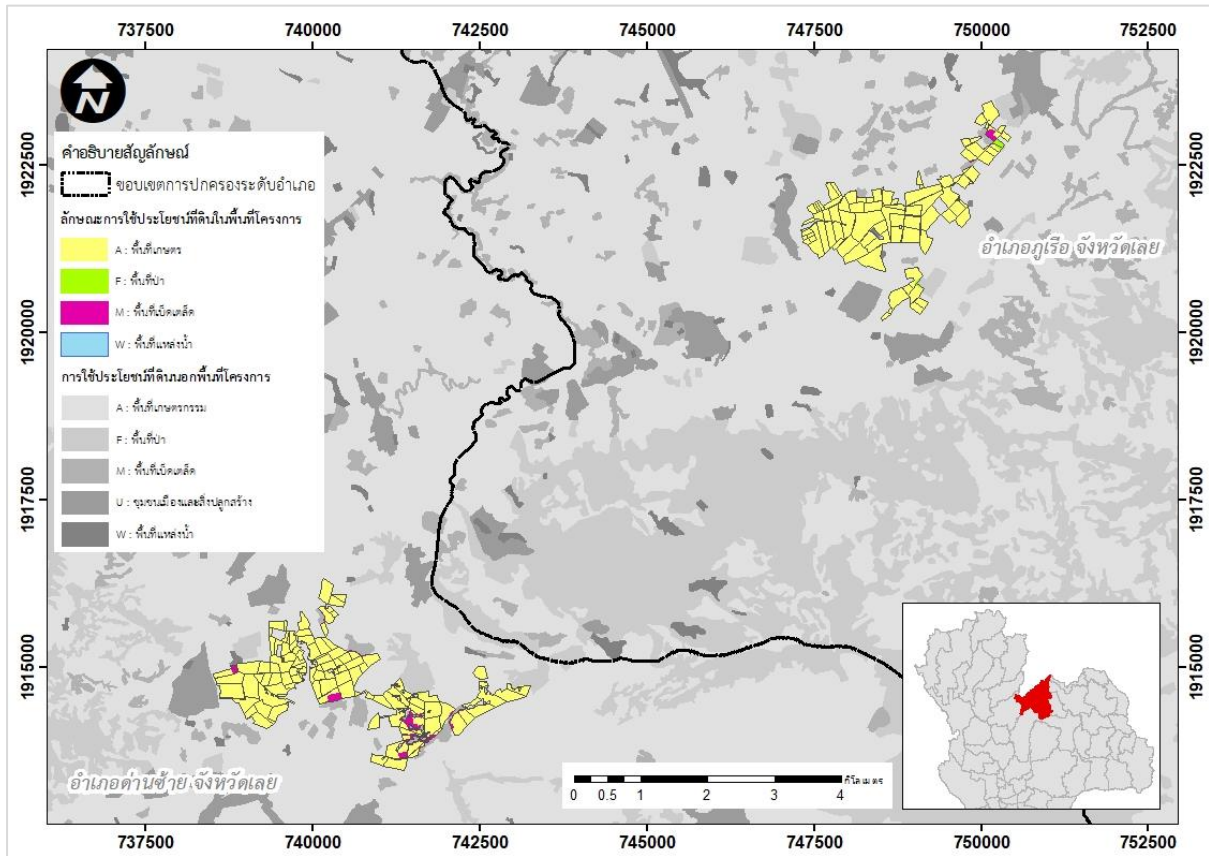 737500 740000 742500 745000 747500 750000 752500
N
คำอธิบายสัญลักษณ์
ขอบเขตการปกครองระดับอำเภอ
ลักษณะการใช้ประโยชน์ที่ดินในพื้นที่โครงการ
A : พื้นที่เกษตร
F : พื้นที่ป่า
M : พื้นที่เบ็ดเตล็ด
W : พื้นที่แหล่งน้ำ
การใช้ประโยชน์ที่ดินนอกพื้นที่โครงการ
A : พื้นที่เกษตรกรรม
F : พื้นที่ป่า
M : พื้นที่เบ็ดเตล็ด
U : ชุมชนเมืองและสิ่งปลูกสร้าง
W : พื้นที่แหล่งน้ำ
1922500
1920000
1917500
1915000
1922500
1920000
1917500
1915000
อำเภอภูเรือ จังหวัดเลย
อำเภอด่านซ้าย จังหวัดเลย
กิโลเมตร
0 0.5 1 2 3 4
737500 740000 742500 745000 747500 750000 752500